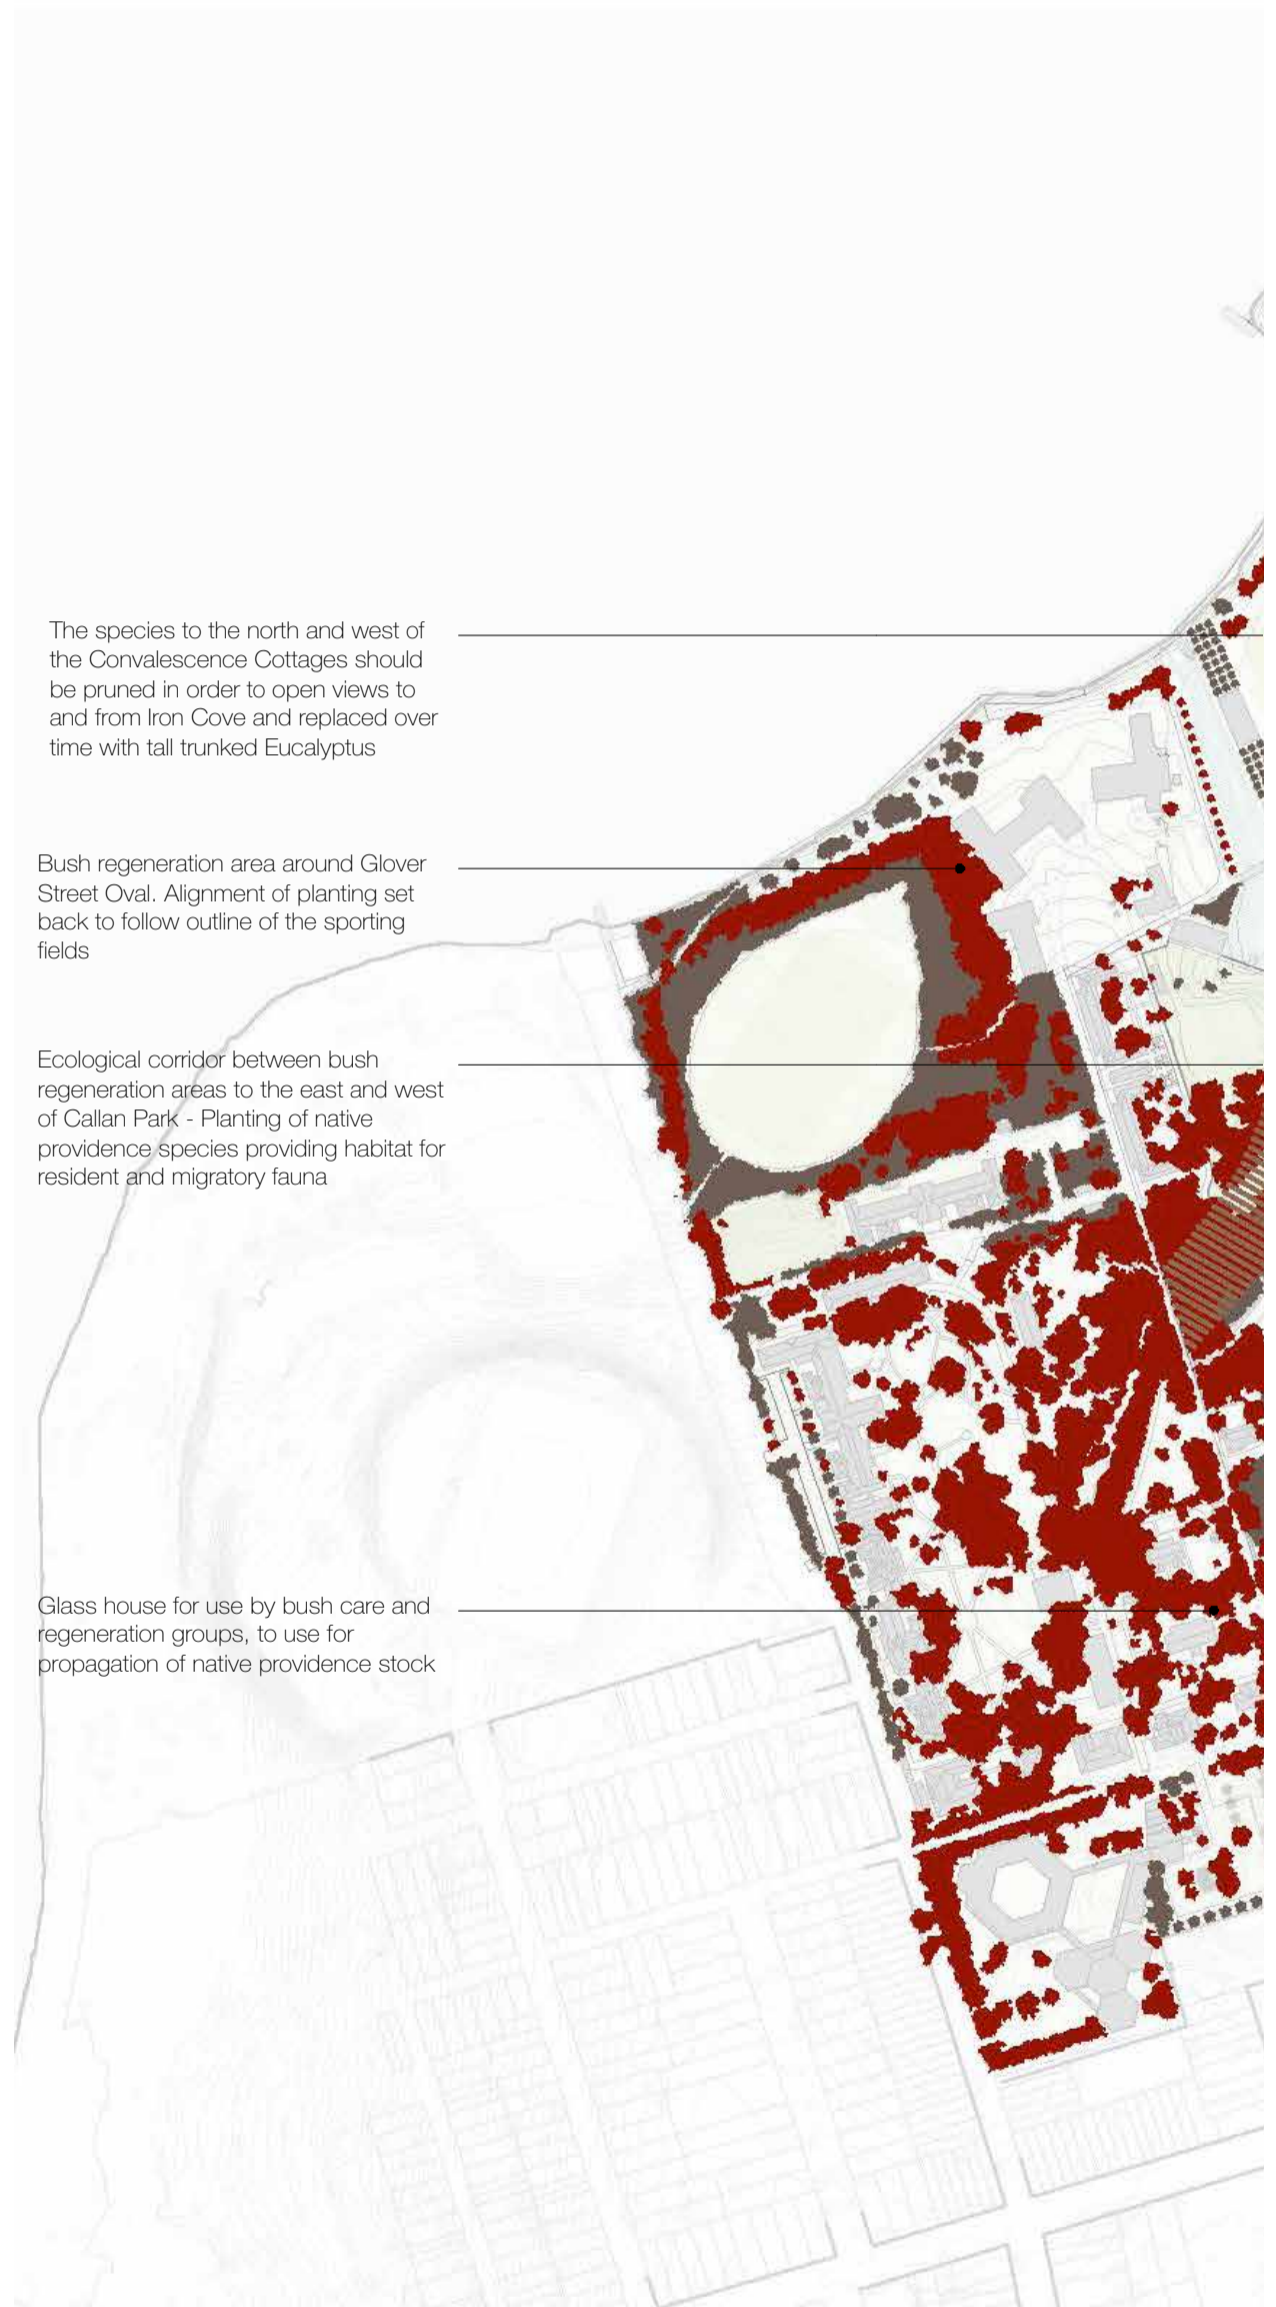 The species to the north and west of
the Convalescence Cottages should
be pruned in order to open views to
and from Iron Cove and replaced over
time with tall trunked Eucalyptus
Bush regeneration area around Glover
Street Oval. Alignment of planting set
back to follow outline of the sporting
fields
Ecological corridor between bush
regeneration areas to the east and west
of Callan Park - Planting of native
providence species providing habitat for
resident and migratory fauna
Glass house for use by bush care and
regeneration groups, to use for
propagation of native providence stock